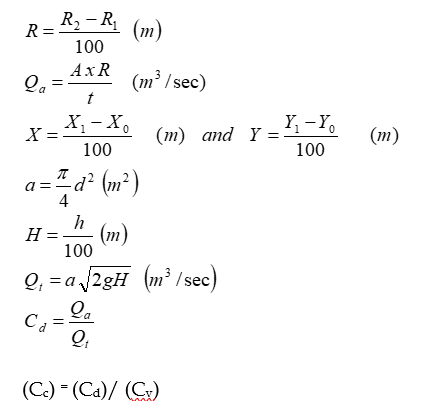 R = (R₂ − R₁)/100 (m)
Qₐ = (A x R)/t (m³/sec)
X = (X₁ − X₀)/100 (m) and Y = (Y₁ − Y₀)/100 (m)
a = π/4 d² (m²)
H = h/100 (m)
Qₜ = a √(2gH) (m³/sec)
C_d = Qₐ/Qₜ
(Cc) = (Cd)/ (Cv)